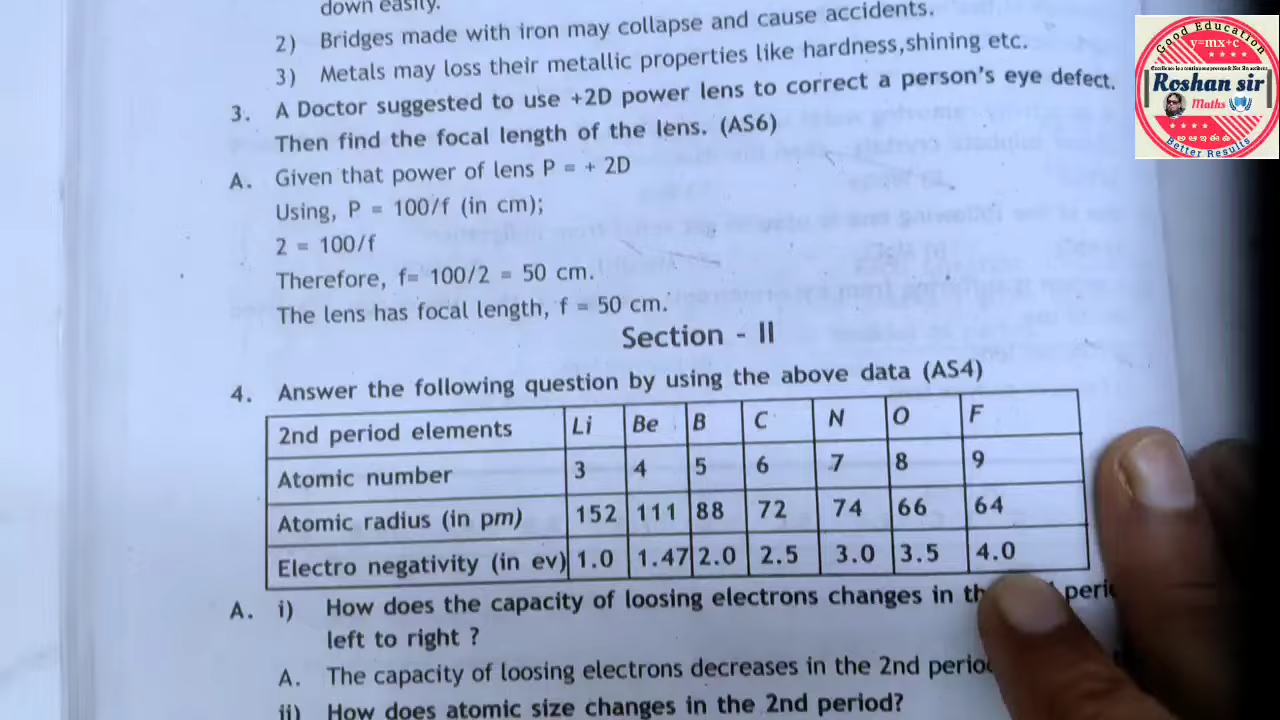 down easily.
2) Bridges made with iron may collapse and cause accidents.
3) Metals may loss their metallic properties like hardness,shining etc.
3. A Doctor suggested to use +2D power lens to correct a person's eye defect.
Then find the focal length of the lens. (AS6)
A. Given that power of lens P = + 2D
Using, P = 100/f (in cm);
2 = 100/f
Therefore, f= 100/2 = 50 cm.
The lens has focal length, f = 50 cm.
Section - II
4. Answer the following question by using the above data (AS4)
2nd period elements Li Be B C N O F
Atomic number 3 4 5 6 7 8 9
Atomic radius (in pm) 152 111 88 72 74 66 64
Electro negativity (in ev) 1.0 1.47 2.0 2.5 3.0 3.5 4.0
A. i) How does the capacity of loosing electrons changes in
left to right ?
A. The capacity of loosing electrons decreases in the 2nd
ii) How does atomic size changes in the 2nd period?
Good Education
y=mx+c
Roshan sir
Maths
Better Results